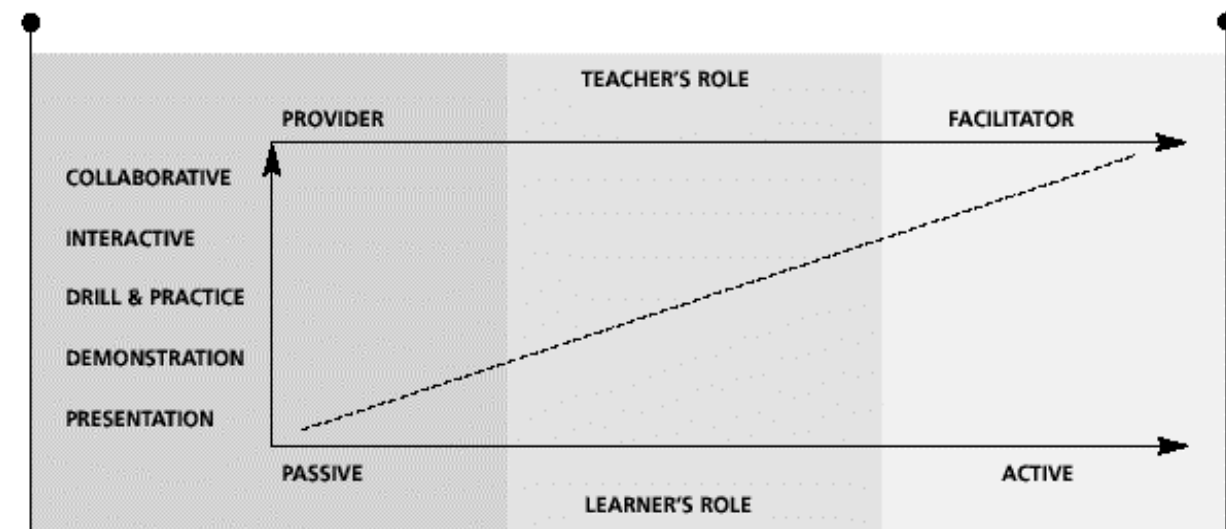 TEACHER'S ROLE
PROVIDER
FACILITATOR
COLLABORATIVE
INTERACTIVE
DRILL & PRACTICE
DEMONSTRATION
PRESENTATION
PASSIVE
ACTIVE
LEARNER'S ROLE